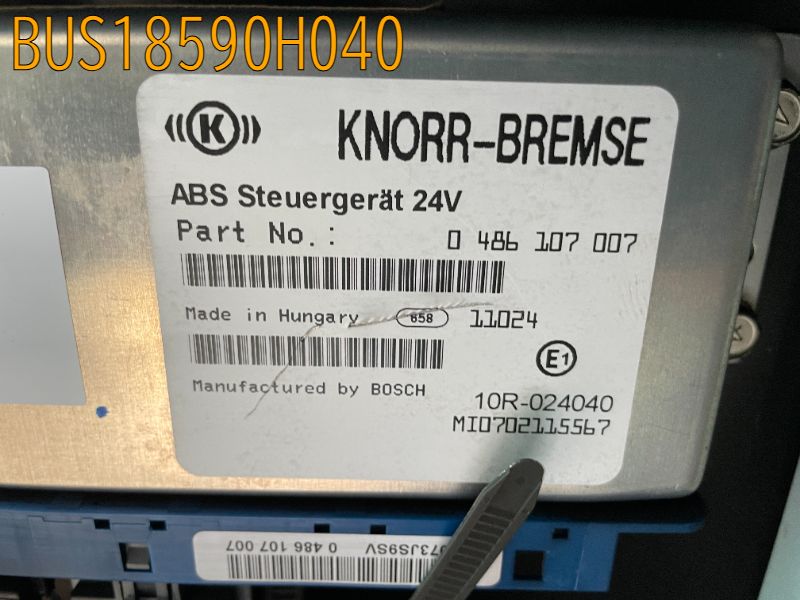 BUS18590H040
K
KNORR-BREMSE
ABS Steuergerät 24V
Part No.: 0 486 107 007
Made in Hungary 658 11024
E1
Manufactured by BOSCH
10R-024040
MI0702115567
0 486 107 007